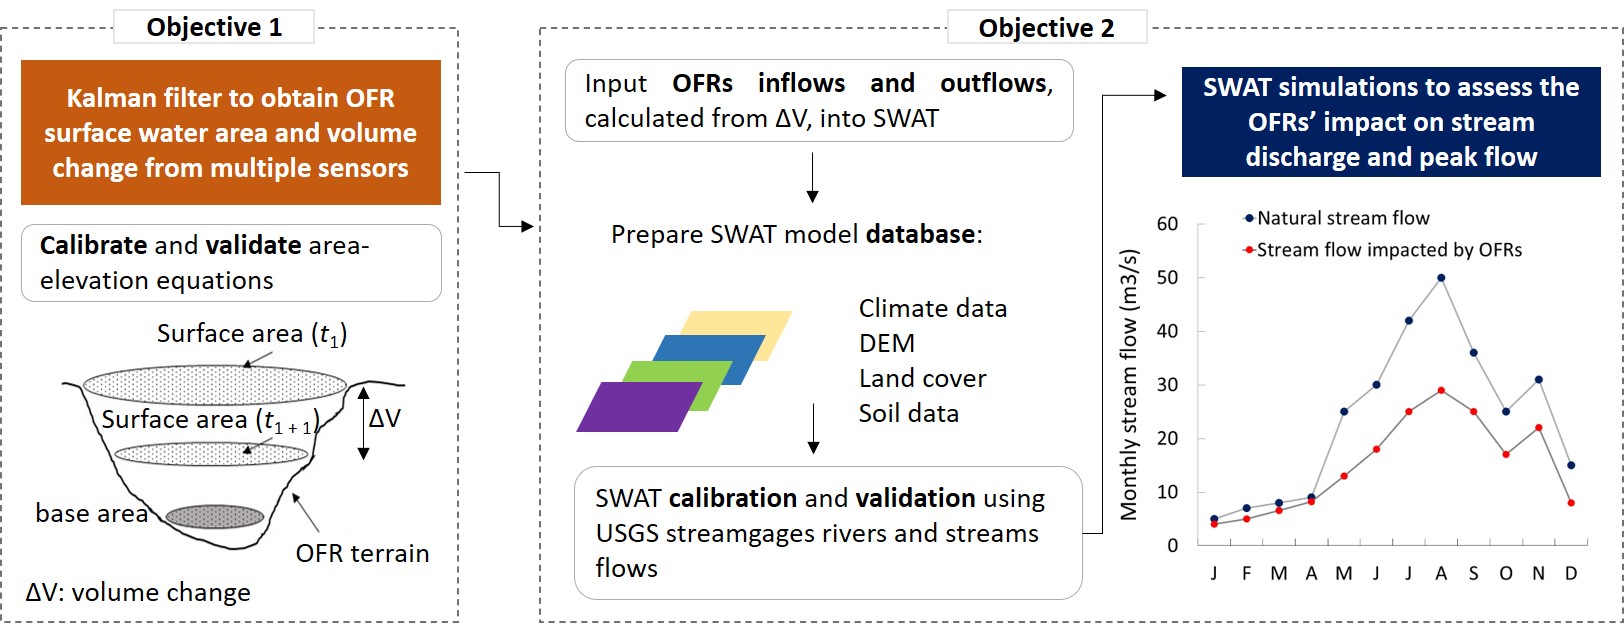 Objective 1
Kalman filter to obtain OFR
surface water area and volume
change from multiple sensors
Calibrate and validate area-
elevation equations
Surface area (t1)
Surface area (t1 + 1)
ΔV
base area
OFR terrain
ΔV: volume change
Objective 2
Input OFRs inflows and outflows,
calculated from ΔV, into SWAT
Prepare SWAT model database:
Climate data
DEM
Land cover
Soil data
SWAT calibration and validation using
USGS streamgages rivers and streams
flows
SWAT simulations to assess the
OFRs’ impact on stream
discharge and peak flow
Natural stream flow
Stream flow impacted by OFRs
Monthly stream flow (m3/s)
60
50
40
30
20
10
0
J F M A M J J A S O N D